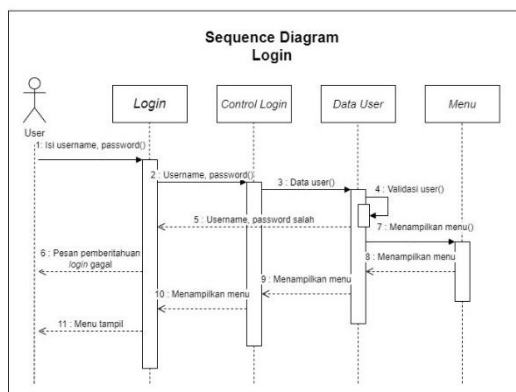 Sequence Diagram
Login
Login
Control Login
Data User
Menu
User
1: Isi username, password()
2 : Username, password()
3 : Data user()
4 : Validasi user()
5 : Username, password salah
7 : Menampilkan menu()
6 : Pesan pemberitahuan
login gagal
8 : Menampilkan menu
9 : Menampilkan menu
10 : Menampilkan menu
11 : Menu tampil